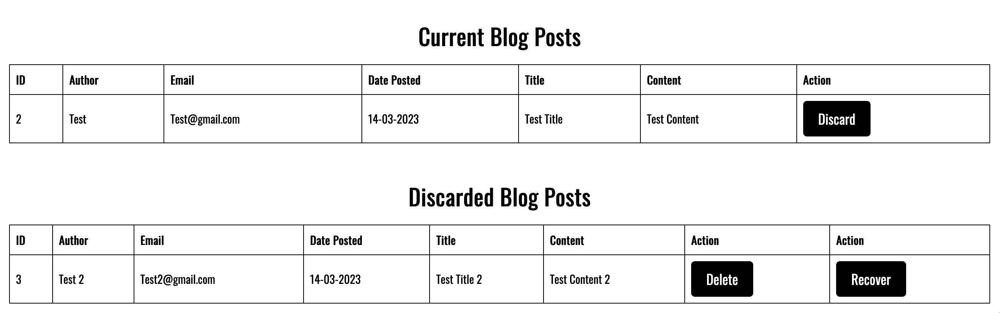 Current Blog Posts
ID Author Email Date Posted Title Content Action
2 Test Test@gmail.com 14-03-2023 Test Title Test Content Discard
Discarded Blog Posts
ID Author Email Date Posted Title Content Action Action
3 Test 2 Test2@gmail.com 14-03-2023 Test Title 2 Test Content 2 Delete Recover